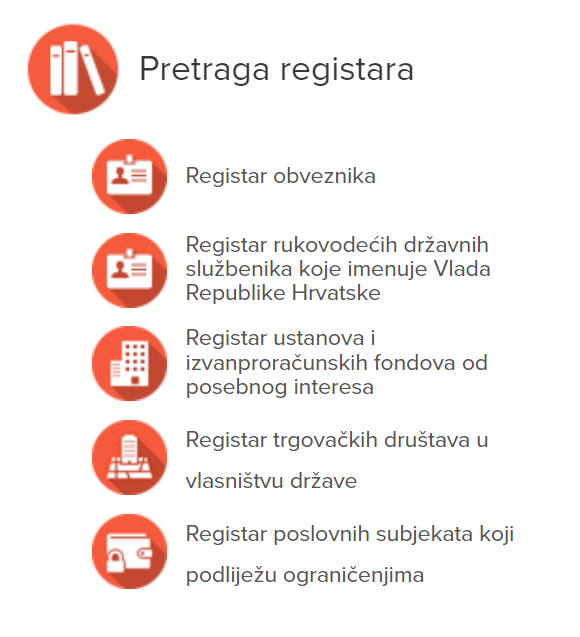 Pretraga registara
Registar obveznika
Registar rukovodećih državnih
službenika koje imenuje Vlada
Republike Hrvatske
Registar ustanova i
izvanproračunskih fondova od
posebnog interesa
Registar trgovačkih društava u
vlasništvu države
Registar poslovnih subjekata koji
podliježu ograničenjima